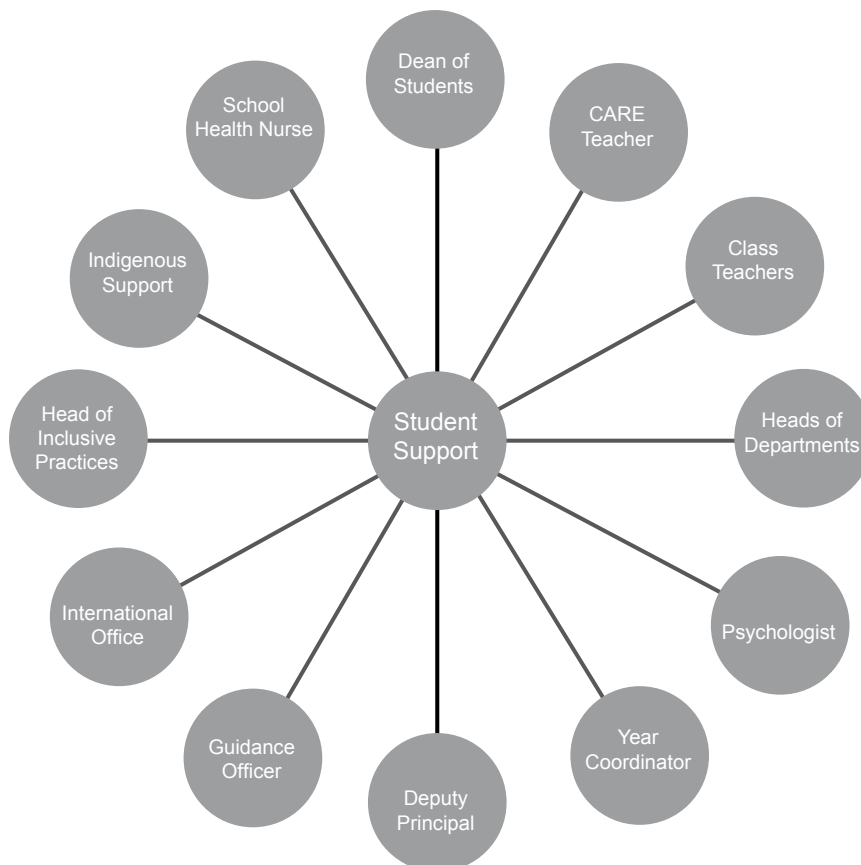 Dean of
Students
CARE
Teacher
Class
Teachers
Heads of
Departments
Psychologist
Year
Coordinator
Deputy
Principal
Guidance
Officer
International
Office
Head of
Inclusive
Practices
Indigenous
Support
School
Health Nurse
Student
Support